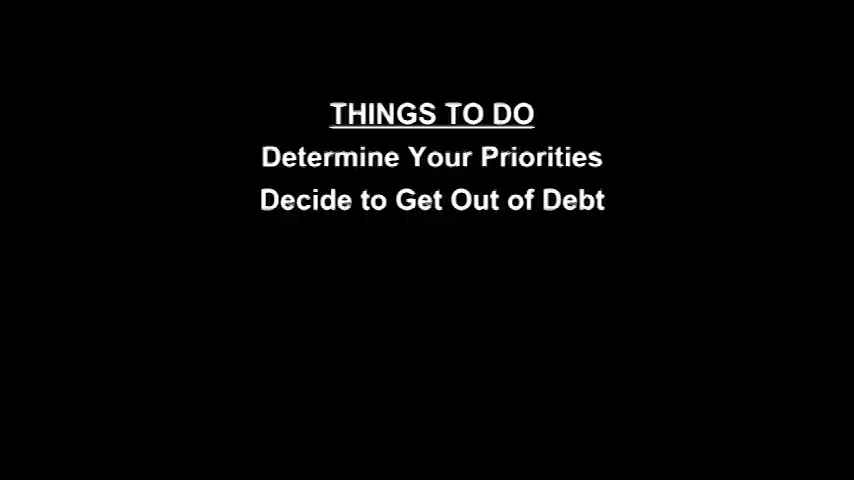 THINGS TO DO
Determine Your Priorities
Decide to Get Out of Debt